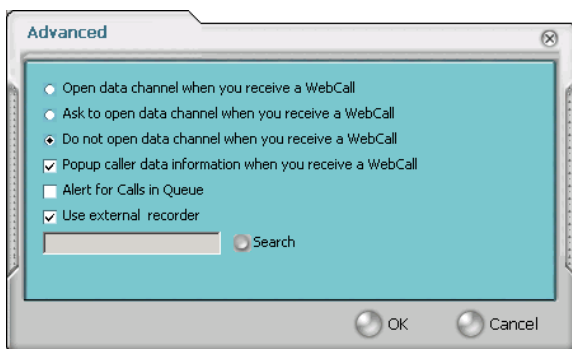 Advanced
Open data channel when you receive a WebCall
Ask to open data channel when you receive a WebCall
Do not open data channel when you receive a WebCall
Popup caller data information when you receive a WebCall
Alert for Calls in Queue
Use external recorder
Search
OK Cancel